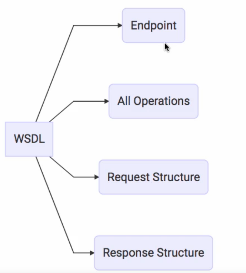 Endpoint
All Operations
WSDL
Request Structure
Response Structure